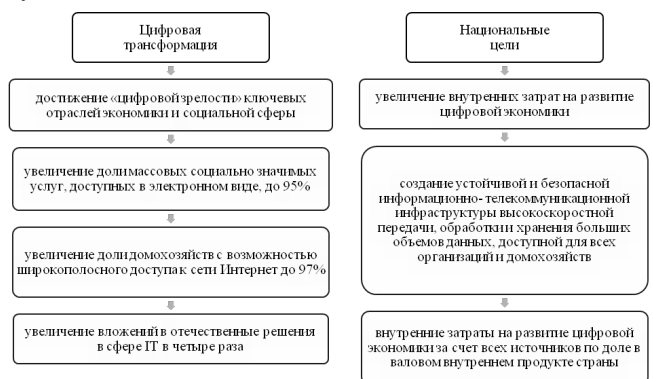 Цифровая
трансформация
достижение «цифровой зрелости» ключевых
отраслей экономики и социальной сферы
увеличение доли массовых социально значимых
услуг, доступных в электронном виде, до 95%
увеличение доли домохозяйств с возможностью
широкополосного доступа к сети Интернет до 97%
увеличение вложений в отечественные решения
в сфере IT в четыре раза
Национальные
цели
увеличение внутренних затрат на развитие
цифровой экономики
создание устойчивой и безопасной
информационно- телекоммуникационной
инфраструктуры высокоскоростной
передачи, обработки и хранения больших
объемов данных, доступной для всех
организаций и домохозяйств
внутренние затраты на развитие цифровой
экономики за счет всех источников по доле в
валовом внутреннем продукте страны